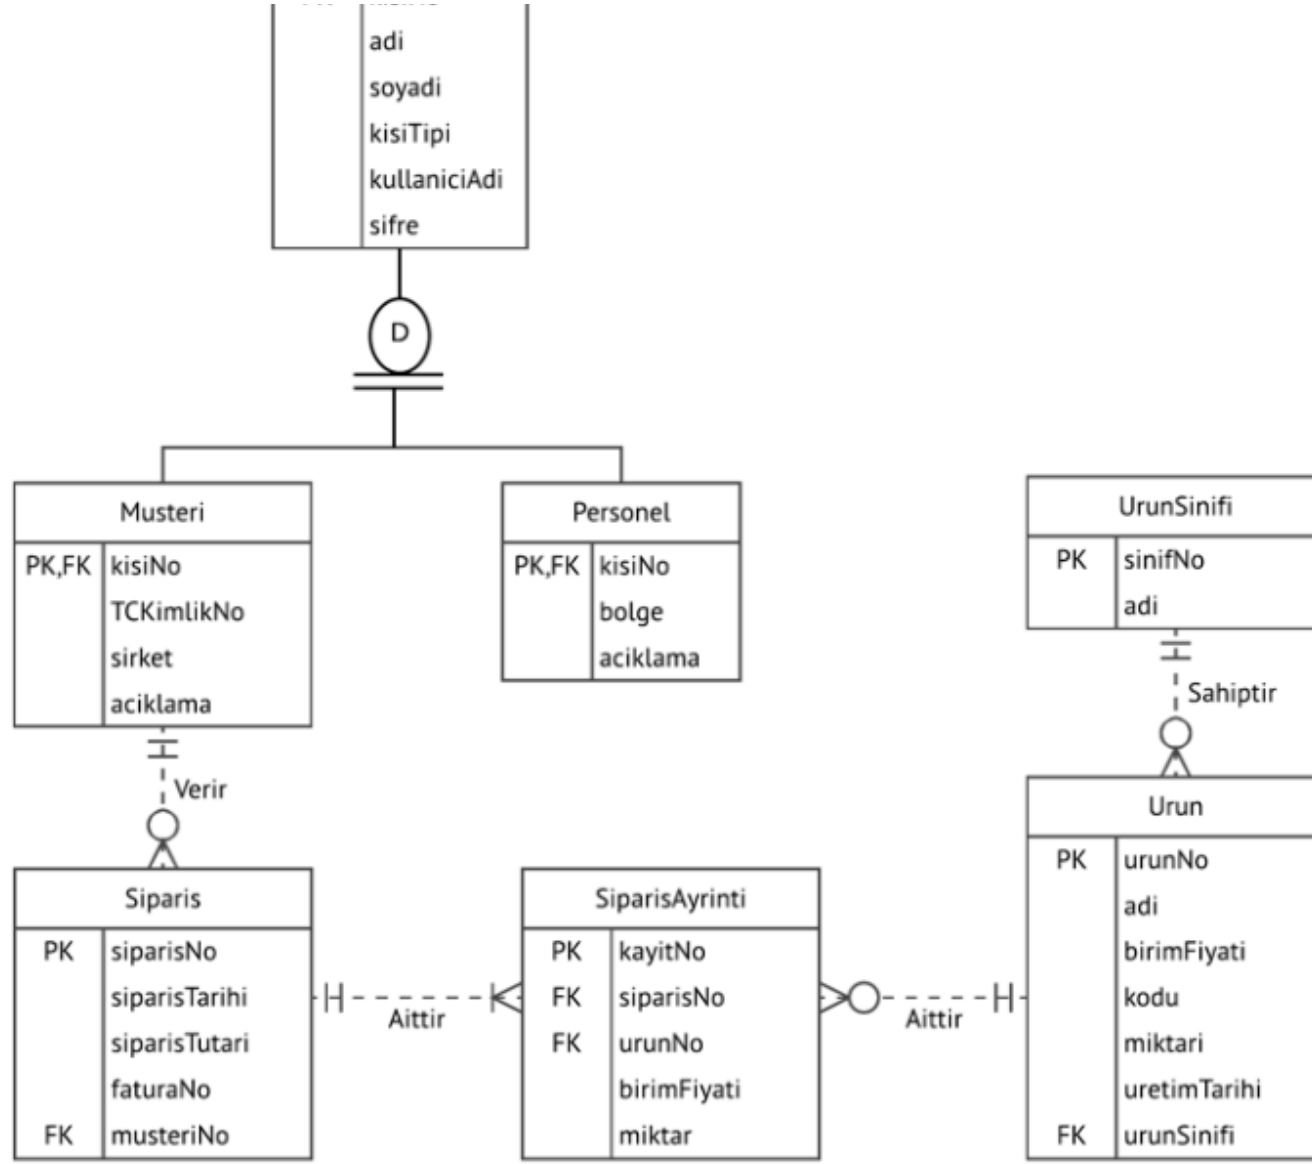 adi
soyadi
kisiTipi
kullaniciAdi
sifre
D
Musteri
PK,FK kisiNo
TCKimlikNo
sirket
aciklama
Personel
PK,FK kisiNo
bolge
aciklama
UrunSinifi
PK sinifNo
adi
Verir
Sahiptir
Siparis
PK siparisNo
siparisTarihi
siparisTutari
faturaNo
FK musteriNo
Aittir
SiparisAyrinti
PK kayitNo
FK siparisNo
FK urunNo
birimFiyati
miktar
Aittir
Urun
PK urunNo
adi
birimFiyati
kodu
miktari
uretimTarihi
FK urunSinifi